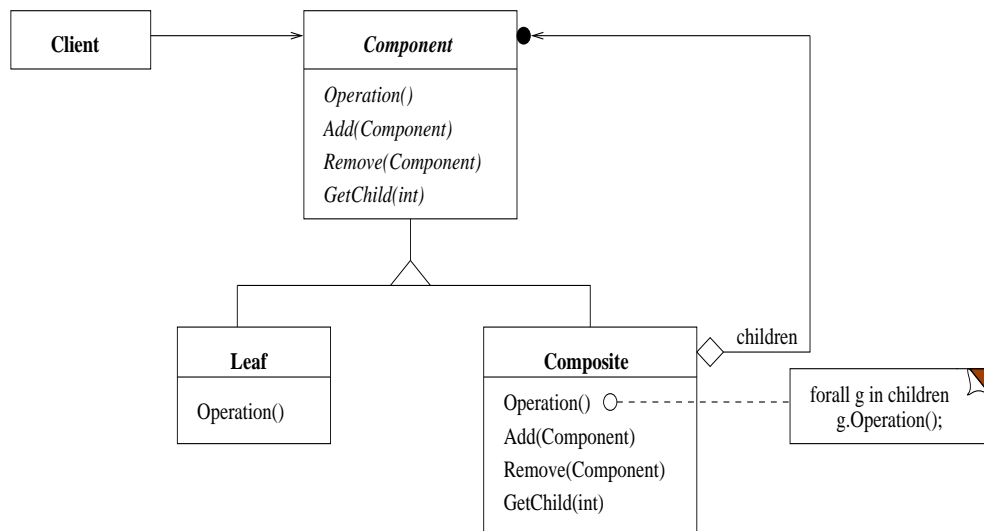 Client
Component
Operation()
Add(Component)
Remove(Component)
GetChild(int)
children
Leaf
Operation()
Composite
Operation()
Add(Component)
Remove(Component)
GetChild(int)
forall g in children
g.Operation();